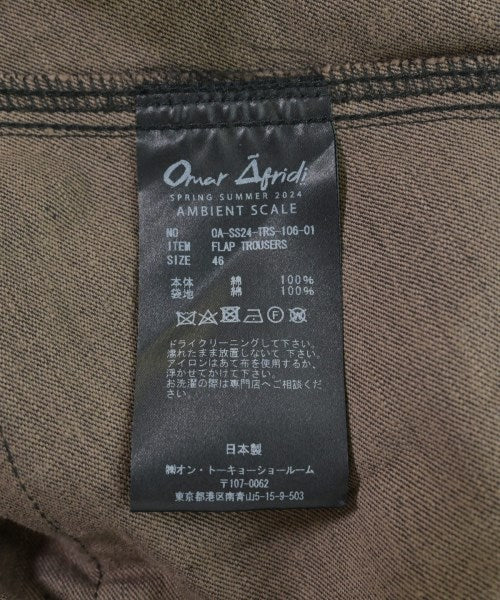 Omar Āfridi
SPRING SUMMER 2024
AMBIENT SCALE
NO OA-SS24-TRS-106-01
ITEM FLAP TROUSERS
SIZE 46
本体 綿 100%
袋地 綿 100%
ドライクリーニングして下さい。
濡れたまま放置しないで下さい。
アイロンはあて布を使用するか、
浮かせてかけて下さい。
お洗濯の際は専門店へご相談くだ
さい。
日本製
㈱オン・トーキョーショールーム
〒107-0062
東京都港区南青山5-15-9-503